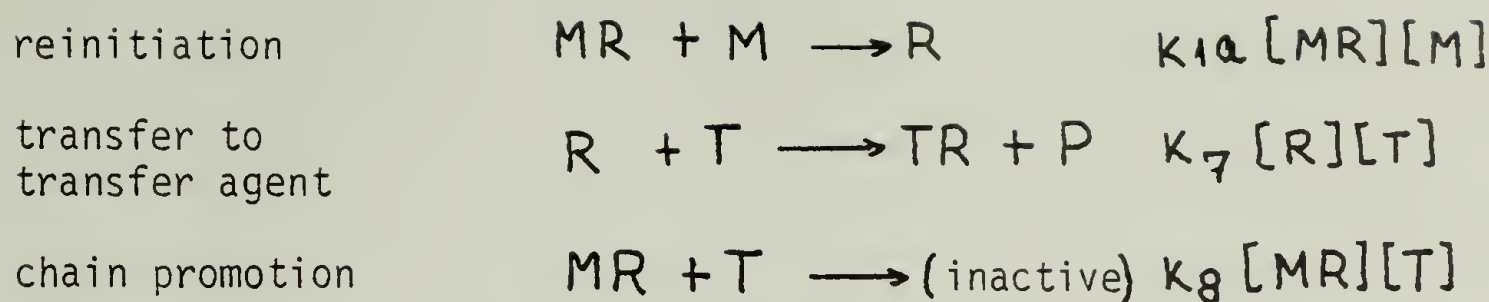 reinitiation MR + M ⟶ R K1a [MR][M]
transfer to
transfer agent R + T ⟶ TR + P K7 [R][T]
chain promotion MR + T ⟶ (inactive) K8 [MR][T]